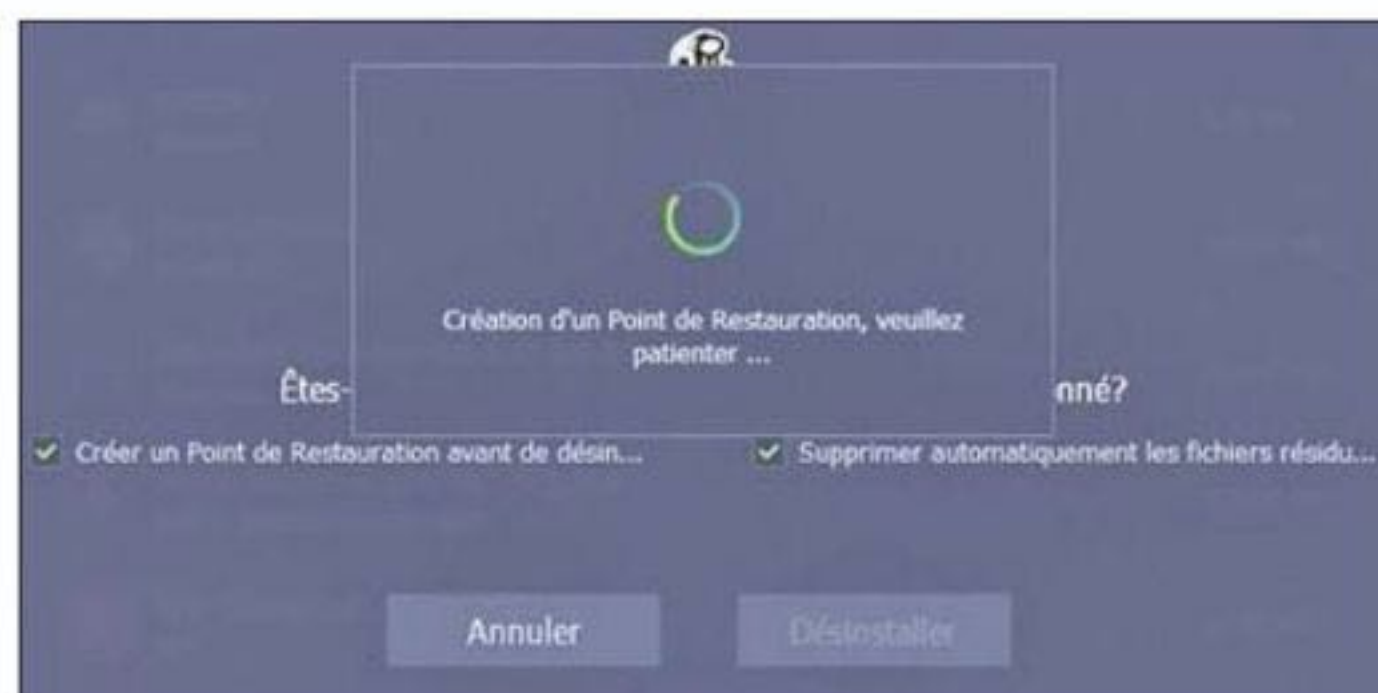 Création d'un Point de Restauration, veuillez
patienter ...
Êtes- nné?
Créer un Point de Restauration avant de désin...
Supprimer automatiquement les fichiers résidu...
Annuler
Désinstaller